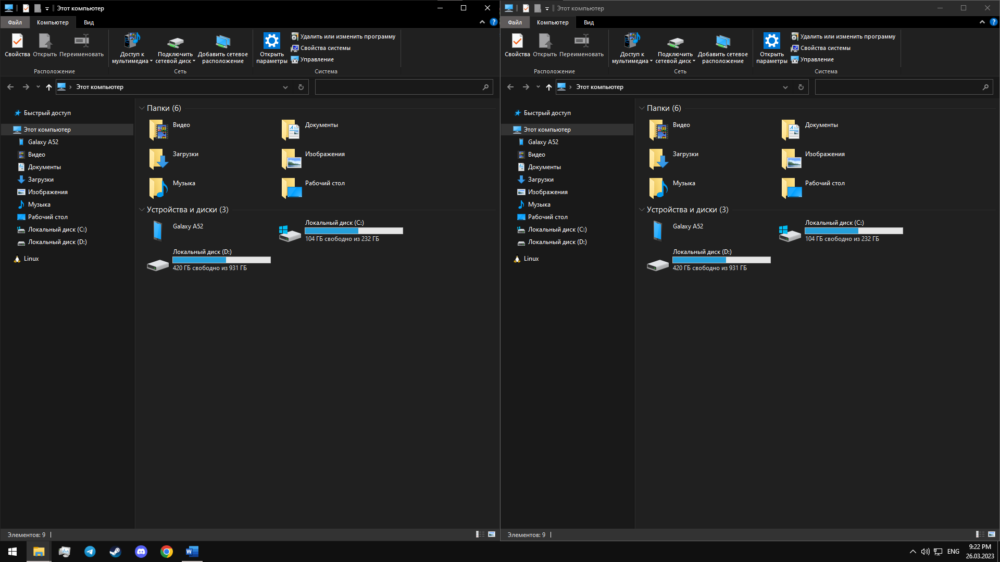 Этот компьютер
Файл Компьютер Вид
Свойства Открыть Переименовать
Расположение
Доступ к мультимедиа
Подключить сетевой диск
Добавить сетевое расположение
Сеть
Открыть параметры
Удалить или изменить программу
Свойства системы
Управление
Система
Этот компьютер
Быстрый доступ
Этот компьютер
Galaxy A52
Видео
Документы
Загрузки
Изображения
Музыка
Рабочий стол
Локальный диск (C:)
Локальный диск (D:)
Linux
Папки (6)
Видео
Документы
Загрузки
Изображения
Музыка
Рабочий стол
Устройства и диски (3)
Galaxy A52
Локальный диск (C:)
104 ГБ свободно из 232 ГБ
Локальный диск (D:)
420 ГБ свободно из 931 ГБ
Элементов: 9
Этот компьютер
Файл Компьютер Вид
Свойства Открыть Переименовать
Расположение
Доступ к мультимедиа
Подключить сетевой диск
Добавить сетевое расположение
Сеть
Открыть параметры
Удалить или изменить программу
Свойства системы
Управление
Система
Этот компьютер
Быстрый доступ
Этот компьютер
Galaxy A52
Видео
Документы
Загрузки
Изображения
Музыка
Рабочий стол
Локальный диск (C:)
Локальный диск (D:)
Linux
Папки (6)
Видео
Документы
Загрузки
Изображения
Музыка
Рабочий стол
Устройства и диски (3)
Galaxy A52
Локальный диск (C:)
104 ГБ свободно из 232 ГБ
Локальный диск (D:)
420 ГБ свободно из 931 ГБ
Элементов: 9
ENG
9:22 PM
26.03.2023